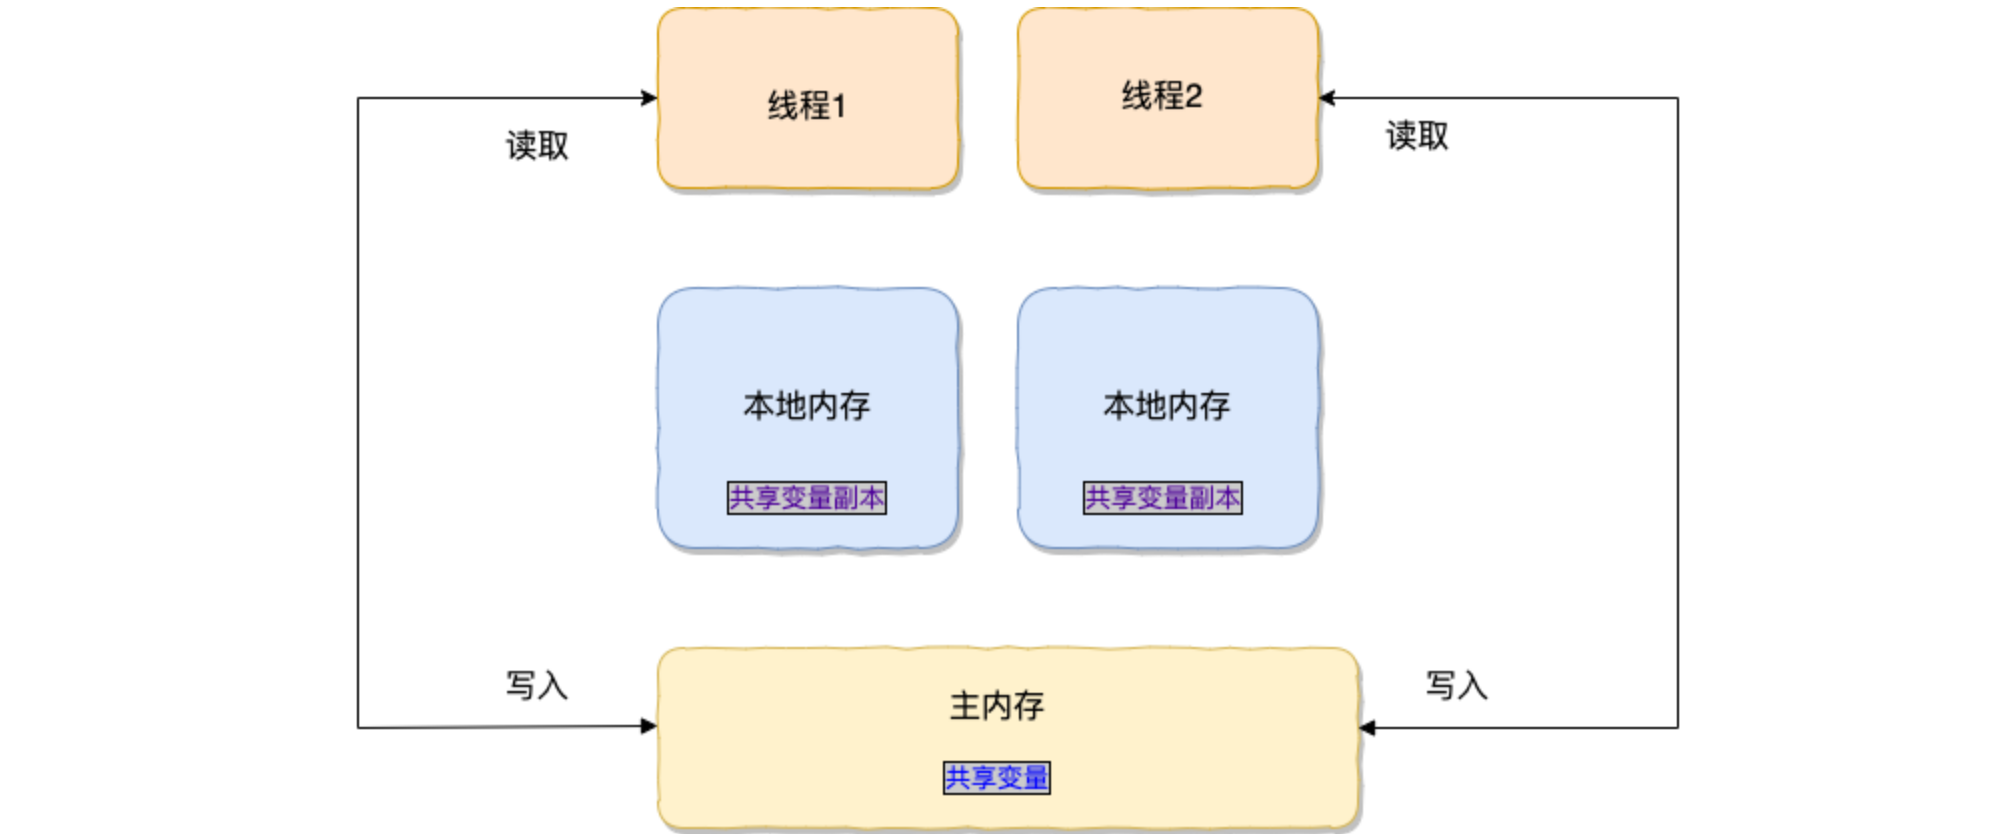 线程1
线程2
读取
读取
本地内存
本地内存
共享变量副本
共享变量副本
写入
写入
主内存
共享变量